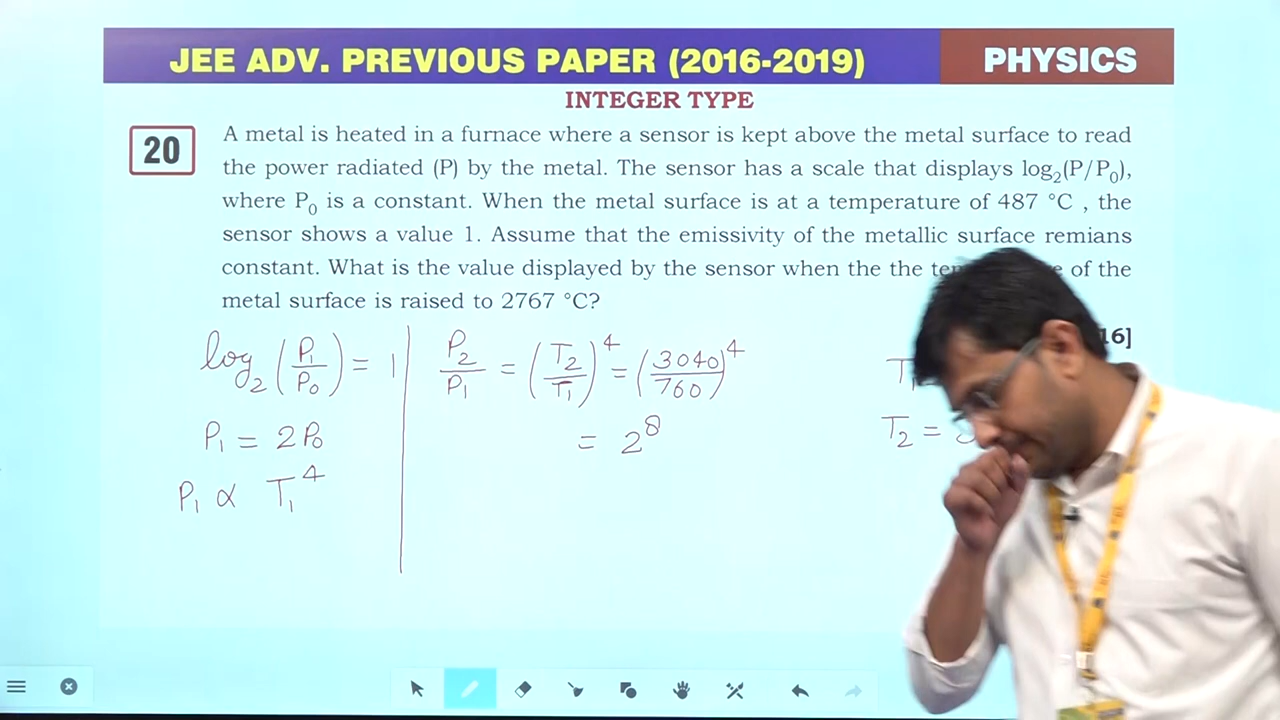 JEE ADV. PREVIOUS PAPER (2016-2019) PHYSICS
INTEGER TYPE
20
A metal is heated in a furnace where a sensor is kept above the metal surface to read
the power radiated (P) by the metal. The sensor has a scale that displays log₂(P/P₀),
where P₀ is a constant. When the metal surface is at a temperature of 487 °C , the
sensor shows a value 1. Assume that the emissivity of the metallic surface remians
constant. What is the value displayed by the sensor when the the of the
metal surface is raised to 2767 °C?
16]
log₂(P₁/P₀) = 1
P₁ = 2P₀
P₁ ∝ T₁⁴
P₂/P₁ = (T₂/T₁)⁴ = (3040/760)⁴
= 2⁸
T₁
T₂ =